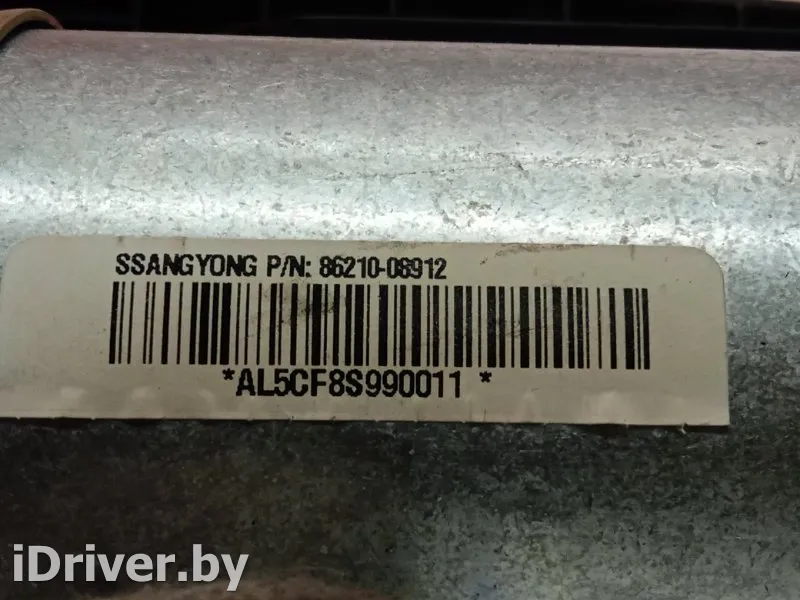 SSANGYONG P/N: 86210-08912
*AL5CF8S990011 *
iDriver.by